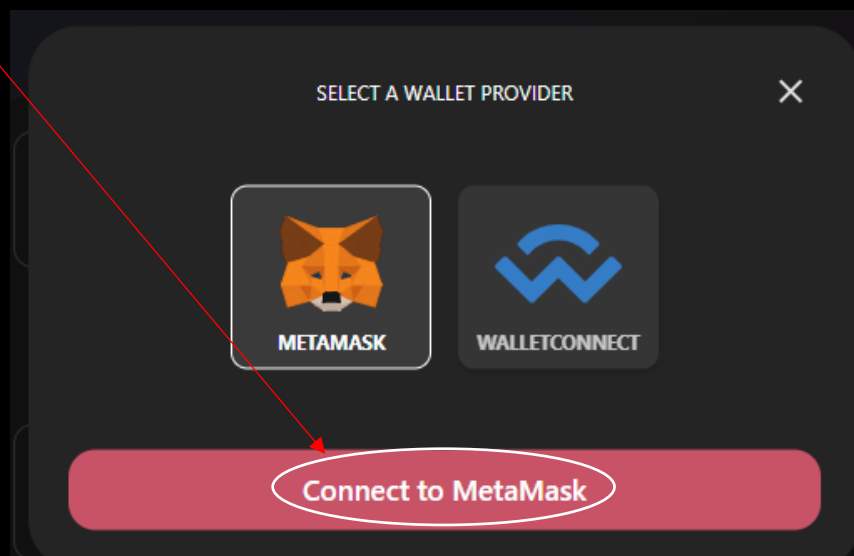 SELECT A WALLET PROVIDER
METAMASK
WALLETCONNECT
Connect to MetaMask